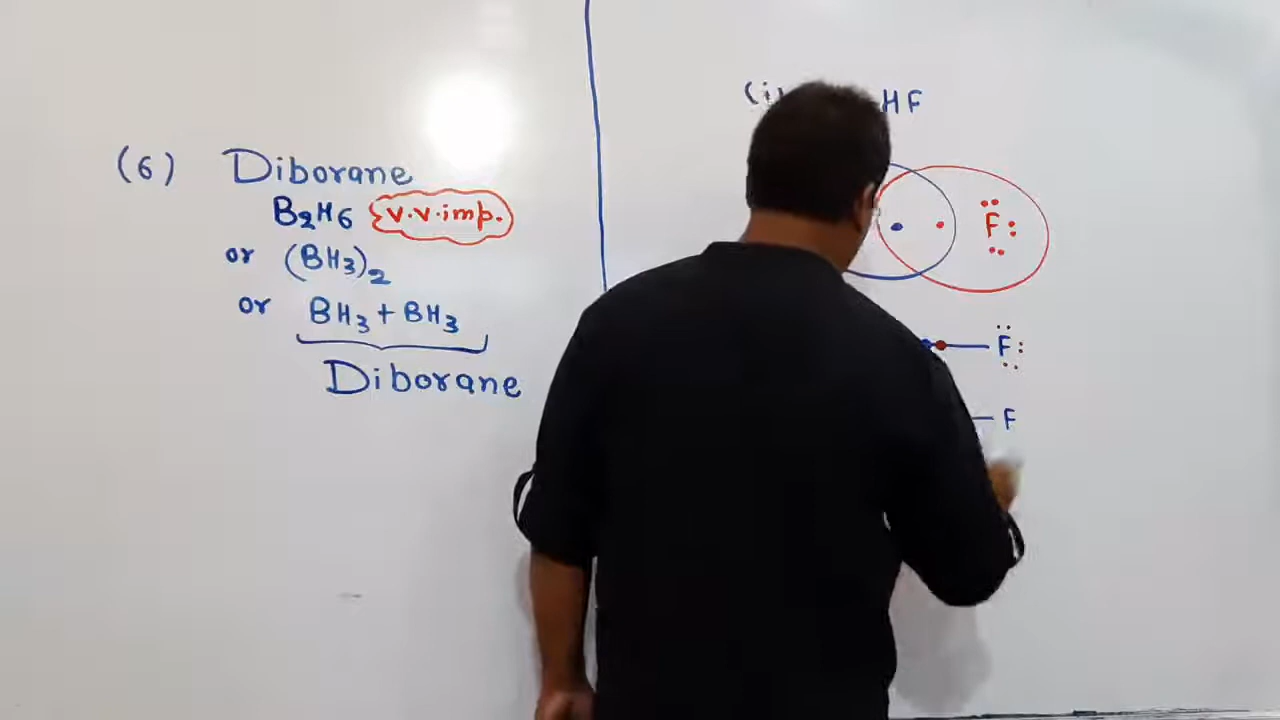 (6) Diborane
B2H6 v.v.imp.
or (BH3)2
or BH3 + BH3
Diborane
(i) HF
F
F
F